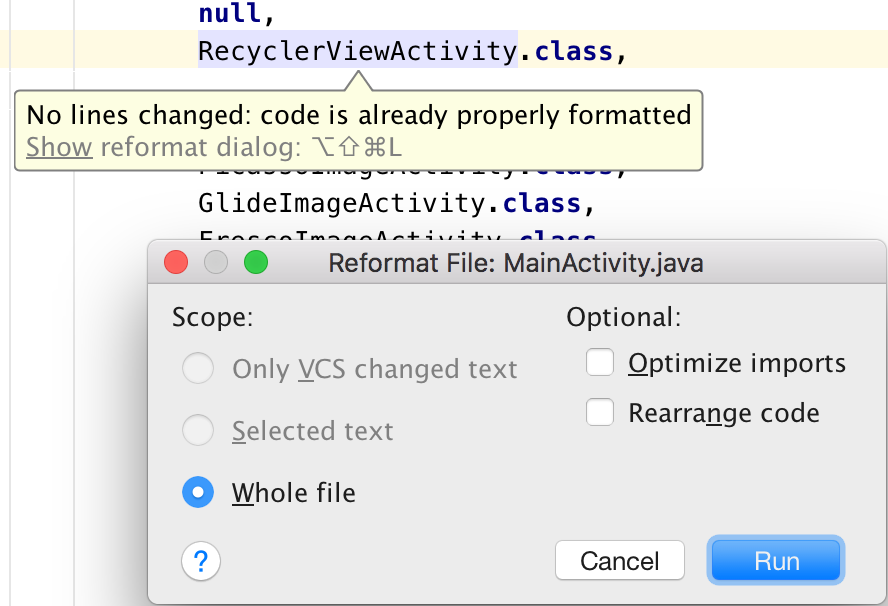 null,
RecyclerViewActivity.class,
No lines changed: code is already properly formatted
Show reformat dialog: ⌥⇧⌘L
PicassoImageActivity.class,
GlideImageActivity.class,
FrescoImageActivity.class
Reformat File: MainActivity.java
Scope:
Only VCS changed text
Selected text
Whole file
Optional:
Optimize imports
Rearrange code
?
Cancel
Run